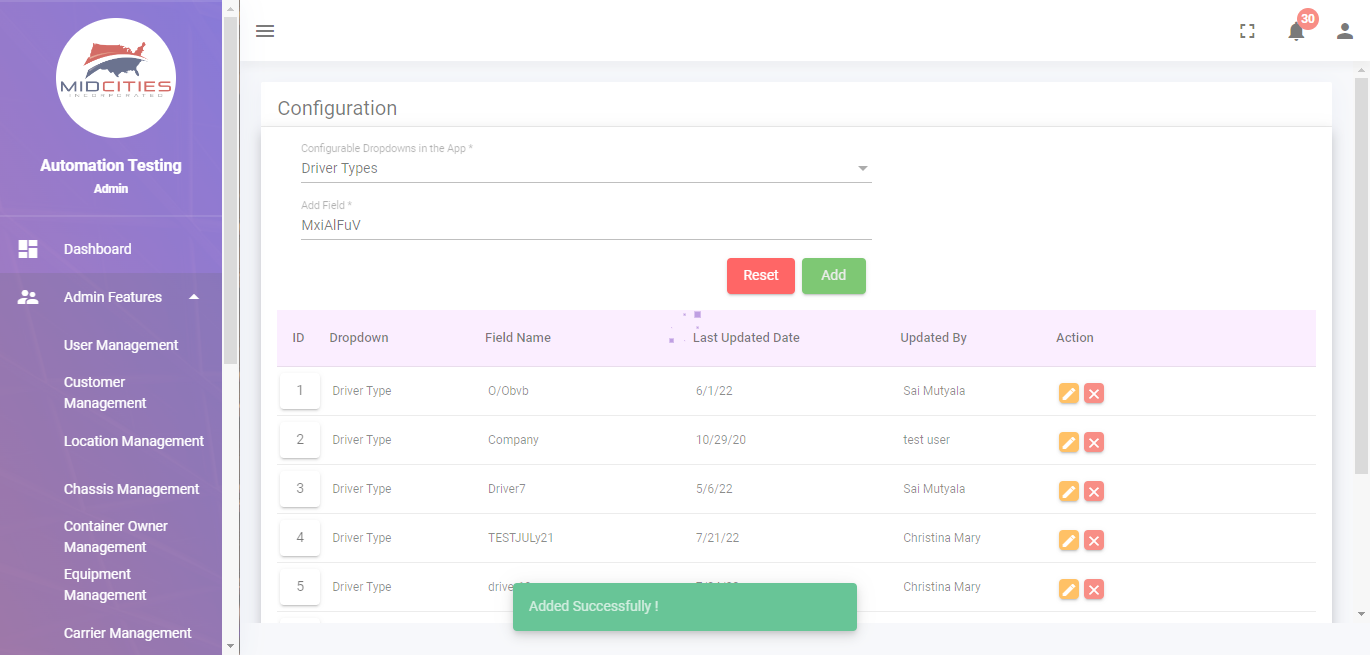 MIDCITIES
INCORPORATED
Automation Testing
Admin
Dashboard
Admin Features
User Management
Customer
Management
Location Management
Chassis Management
Container Owner
Management
Equipment
Management
Carrier Management
30
Configuration
Configurable Dropdowns in the App *
Driver Types
Add Field *
MxiAlFuV
Reset Add
ID Dropdown Field Name Last Updated Date Updated By Action
1 Driver Type O/Obvb 6/1/22 Sai Mutyala
2 Driver Type Company 10/29/20 test user
3 Driver Type Driver7 5/6/22 Sai Mutyala
4 Driver Type TESTJULy21 7/21/22 Christina Mary
5 Driver Type Christina Mary
Added Successfully !